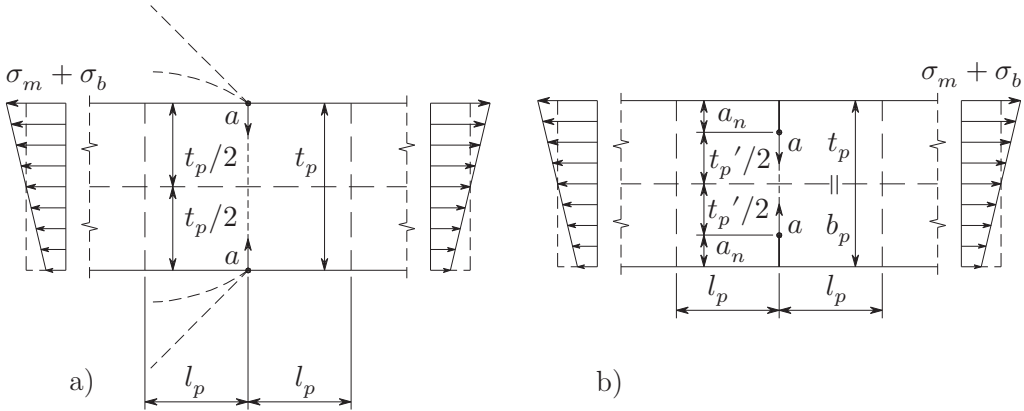 σ_m + σ_b
a
t_p/2
t_p
t_p/2
a
l_p
l_p
a)
σ_m + σ_b
a_n
a
t_p
t_p'/2
t_p'/2
a
b_p
a_n
l_p
l_p
b)